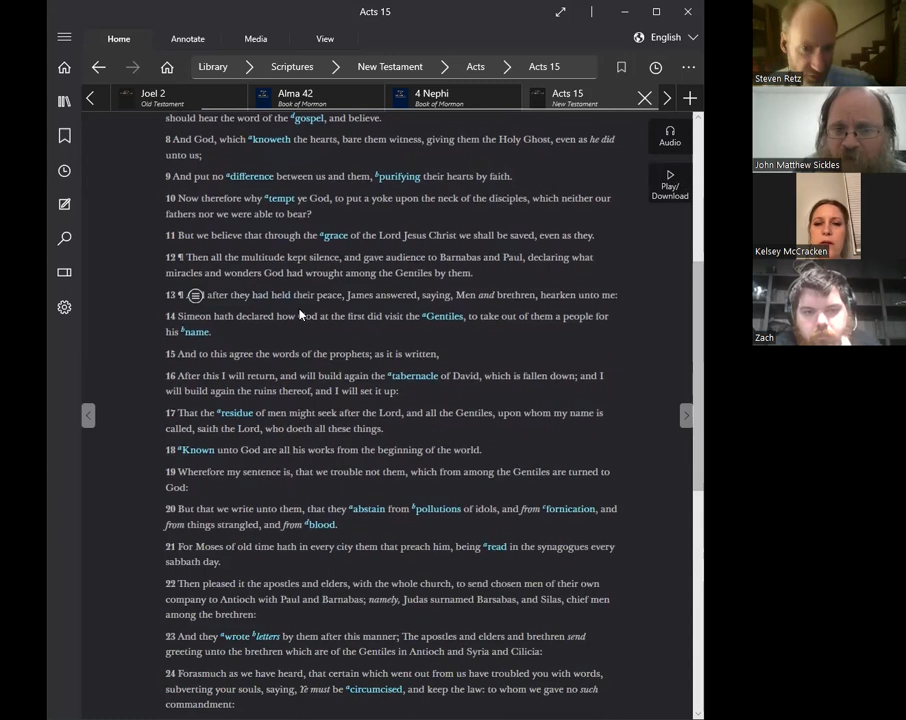 Acts 15
Home
Annotate
Media
View
English
Library
Scriptures
New Testament
Acts
Acts 15
Joel 2
Old Testament
Alma 42
Book of Mormon
4 Nephi
Book of Mormon
Acts 15
New Testament
Audio
Play/
Download
should hear the word of the dgospel, and believe.
8 And God, which aknoweth the hearts, bare them witness, giving them the Holy Ghost, even as he did
unto us;
9 And put no adifference between us and them, bpurifying their hearts by faith.
10 Now therefore why atempt ye God, to put a yoke upon the neck of the disciples, which neither our
fathers nor we were able to bear?
11 But we believe that through the agrace of the Lord Jesus Christ we shall be saved, even as they.
12 ¶ Then all the multitude kept silence, and gave audience to Barnabas and Paul, declaring what
miracles and wonders God had wrought among the Gentiles by them.
13 ¶ after they had held their peace, James answered, saying, Men and brethren, hearken unto me:
14 Simeon hath declared how God at the first did visit the aGentiles, to take out of them a people for
his bname.
15 And to this agree the words of the prophets; as it is written,
16 After this I will return, and will build again the atabernacle of David, which is fallen down; and I
will build again the ruins thereof, and I will set it up:
17 That the aresidue of men might seek after the Lord, and all the Gentiles, upon whom my name is
called, saith the Lord, who doeth all these things.
18 aKnown unto God are all his works from the beginning of the world.
19 Wherefore my sentence is, that we trouble not them, which from among the Gentiles are turned to
God:
20 But that we write unto them, that they aabstain from bpollutions of idols, and from cfornication, and
from things strangled, and from dblood.
21 For Moses of old time hath in every city them that preach him, being aread in the synagogues every
sabbath day.
22 Then pleased it the apostles and elders, with the whole church, to send chosen men of their own
company to Antioch with Paul and Barnabas; namely, Judas surnamed Barsabas, and Silas, chief men
among the brethren:
23 And they awrote bletters by them after this manner; The apostles and elders and brethren send
greeting unto the brethren which are of the Gentiles in Antioch and Syria and Cilicia:
24 Forasmuch as we have heard, that certain which went out from us have troubled you with words,
subverting your souls, saying, Ye must be acircumcised, and keep the law: to whom we gave no such
commandment:
Steven Retz
John Matthew Sickles
Kelsey McCracken
Zach